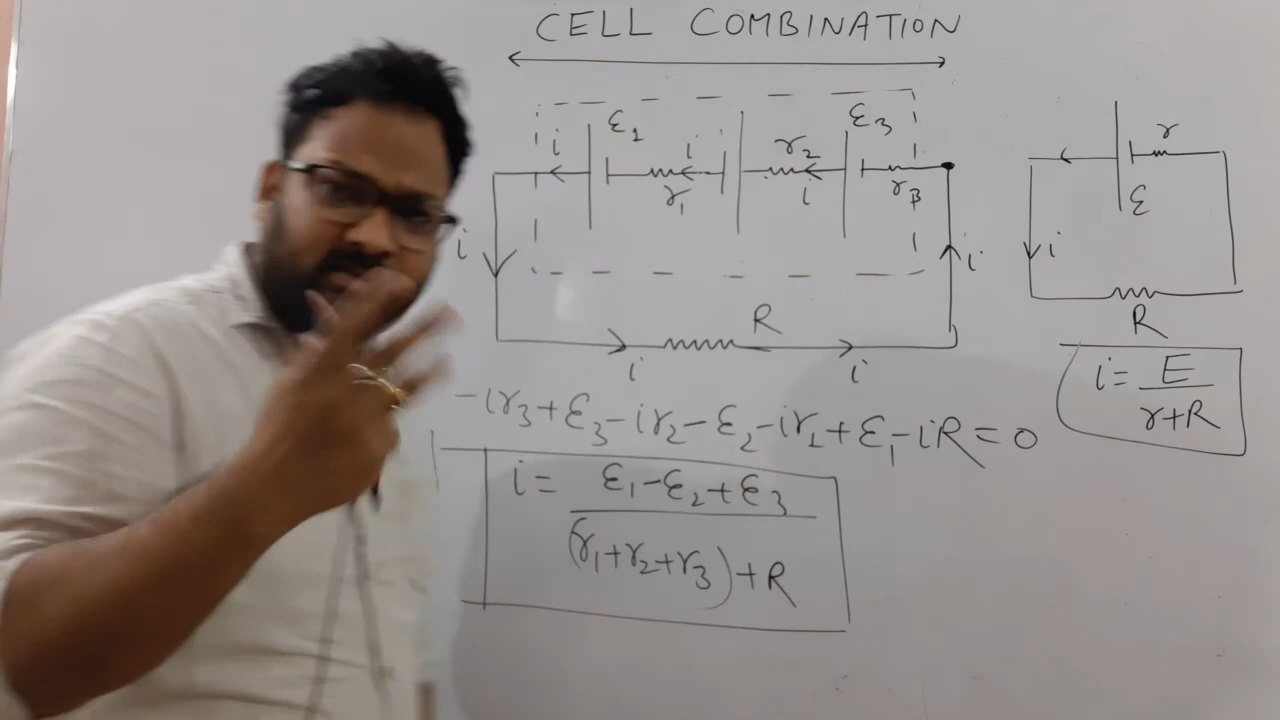 CELL COMBINATION
ε1 ε3
i i r2 r
r1 i r3 ε
i i i
R R
i i
i = E / (r+R)
-ir3+ε3-ir2-ε2-ir1+ε1-iR=0
i = (ε1-ε2+ε3) / ((r1+r2+r3)+R)